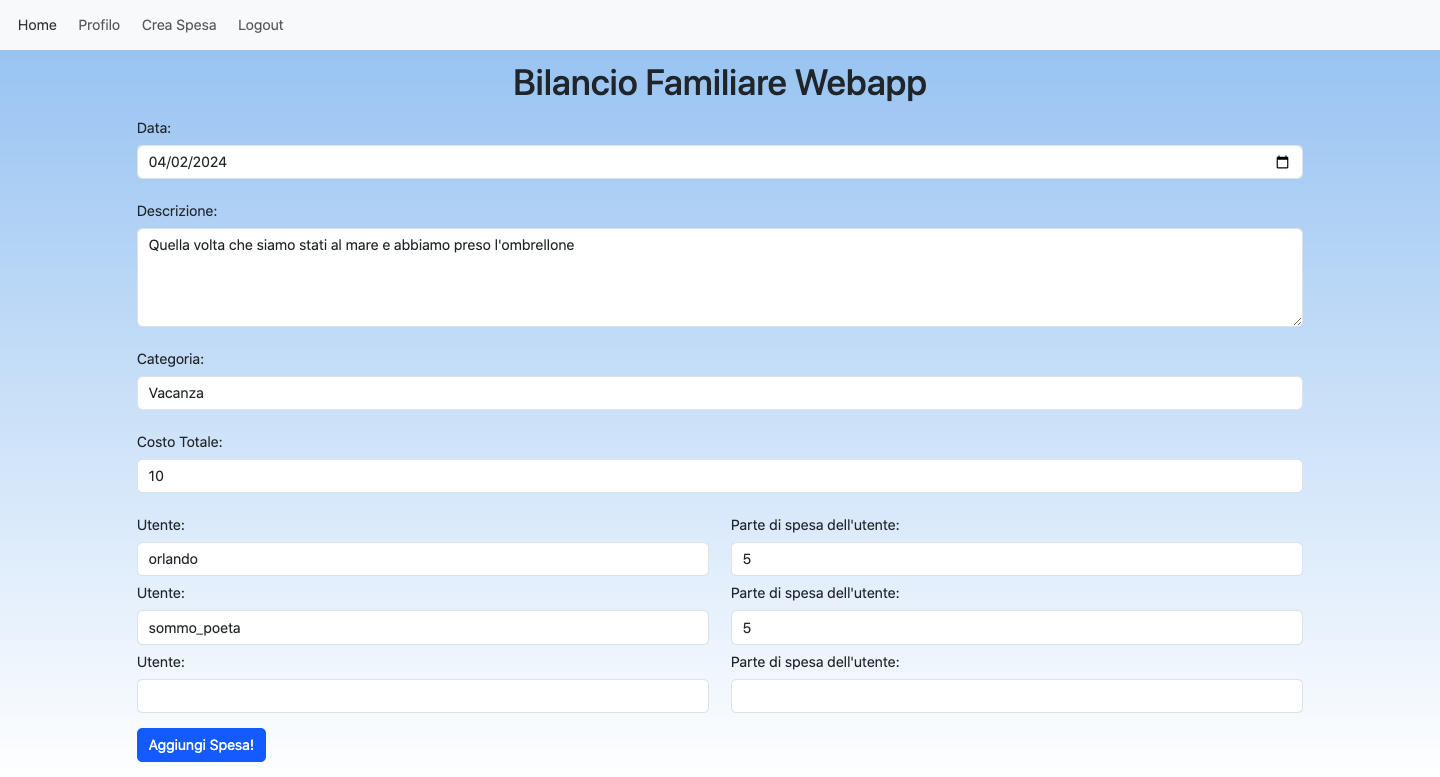 Home Profilo Crea Spesa Logout
Bilancio Familiare Webapp
Data:
04/02/2024
Descrizione:
Quella volta che siamo stati al mare e abbiamo preso l'ombrellone
Categoria:
Vacanza
Costo Totale:
10
Utente: Parte di spesa dell'utente:
orlando 5
Utente: Parte di spesa dell'utente:
sommo_poeta 5
Utente: Parte di spesa dell'utente:
Aggiungi Spesa!